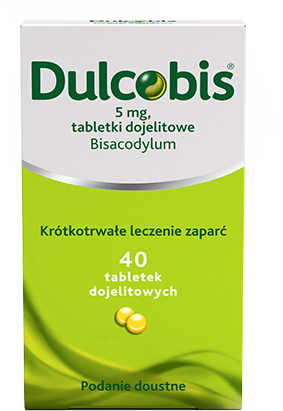 Dulcobis®
5 mg,
tabletki dojelitowe
Bisacodylum
Krótkotrwałe leczenie zaparć
40
tabletek
dojelitowych
Podanie doustne